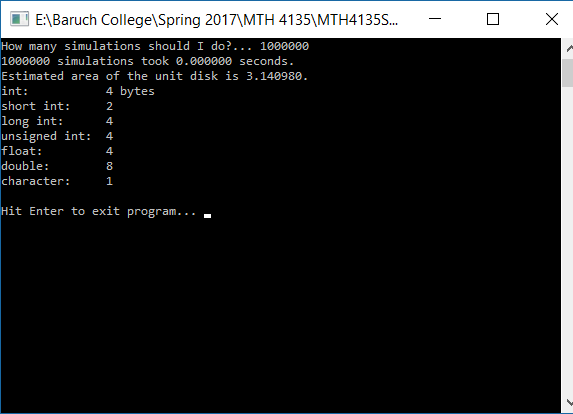 E:\Baruch College\Spring 2017\MTH 4135\MTH4135S...
How many simulations should I do?... 1000000
1000000 simulations took 0.000000 seconds.
Estimated area of the unit disk is 3.140980.
int:           4 bytes
short int:     2
long int:      4
unsigned int:  4
float:         4
double:        8
character:     1
Hit Enter to exit program...